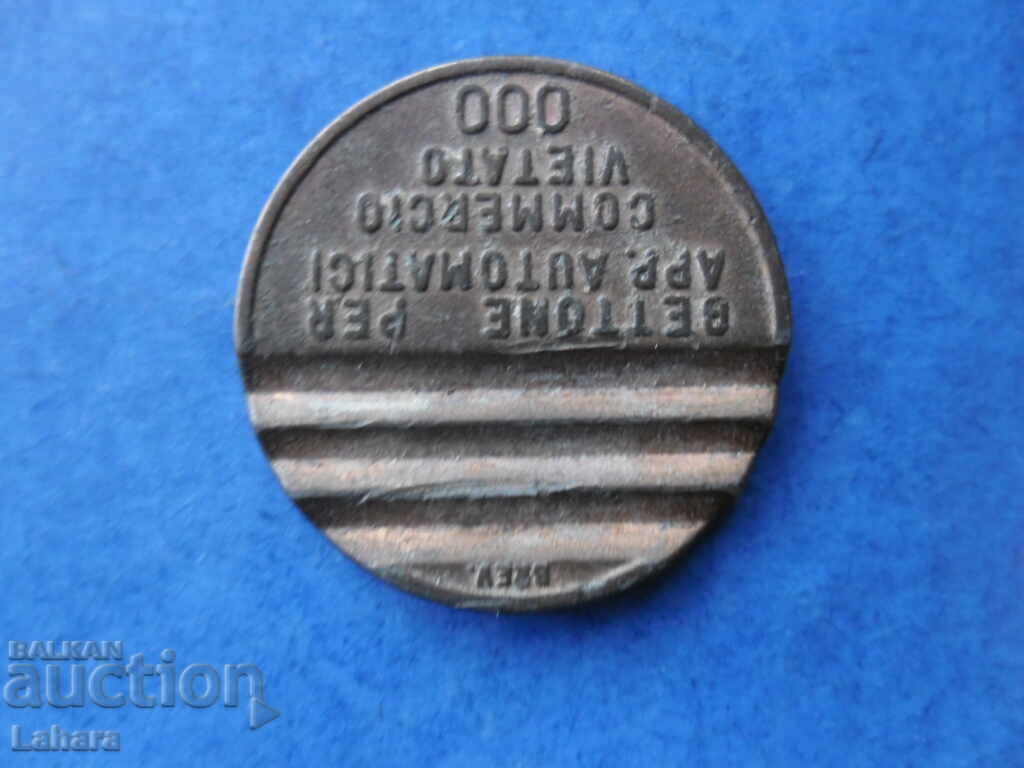 BREV.
GETTONE PER
APP. AUTOMATICI
COMMERCIO
VIETATO
000
BALKAN
auction
Lahara